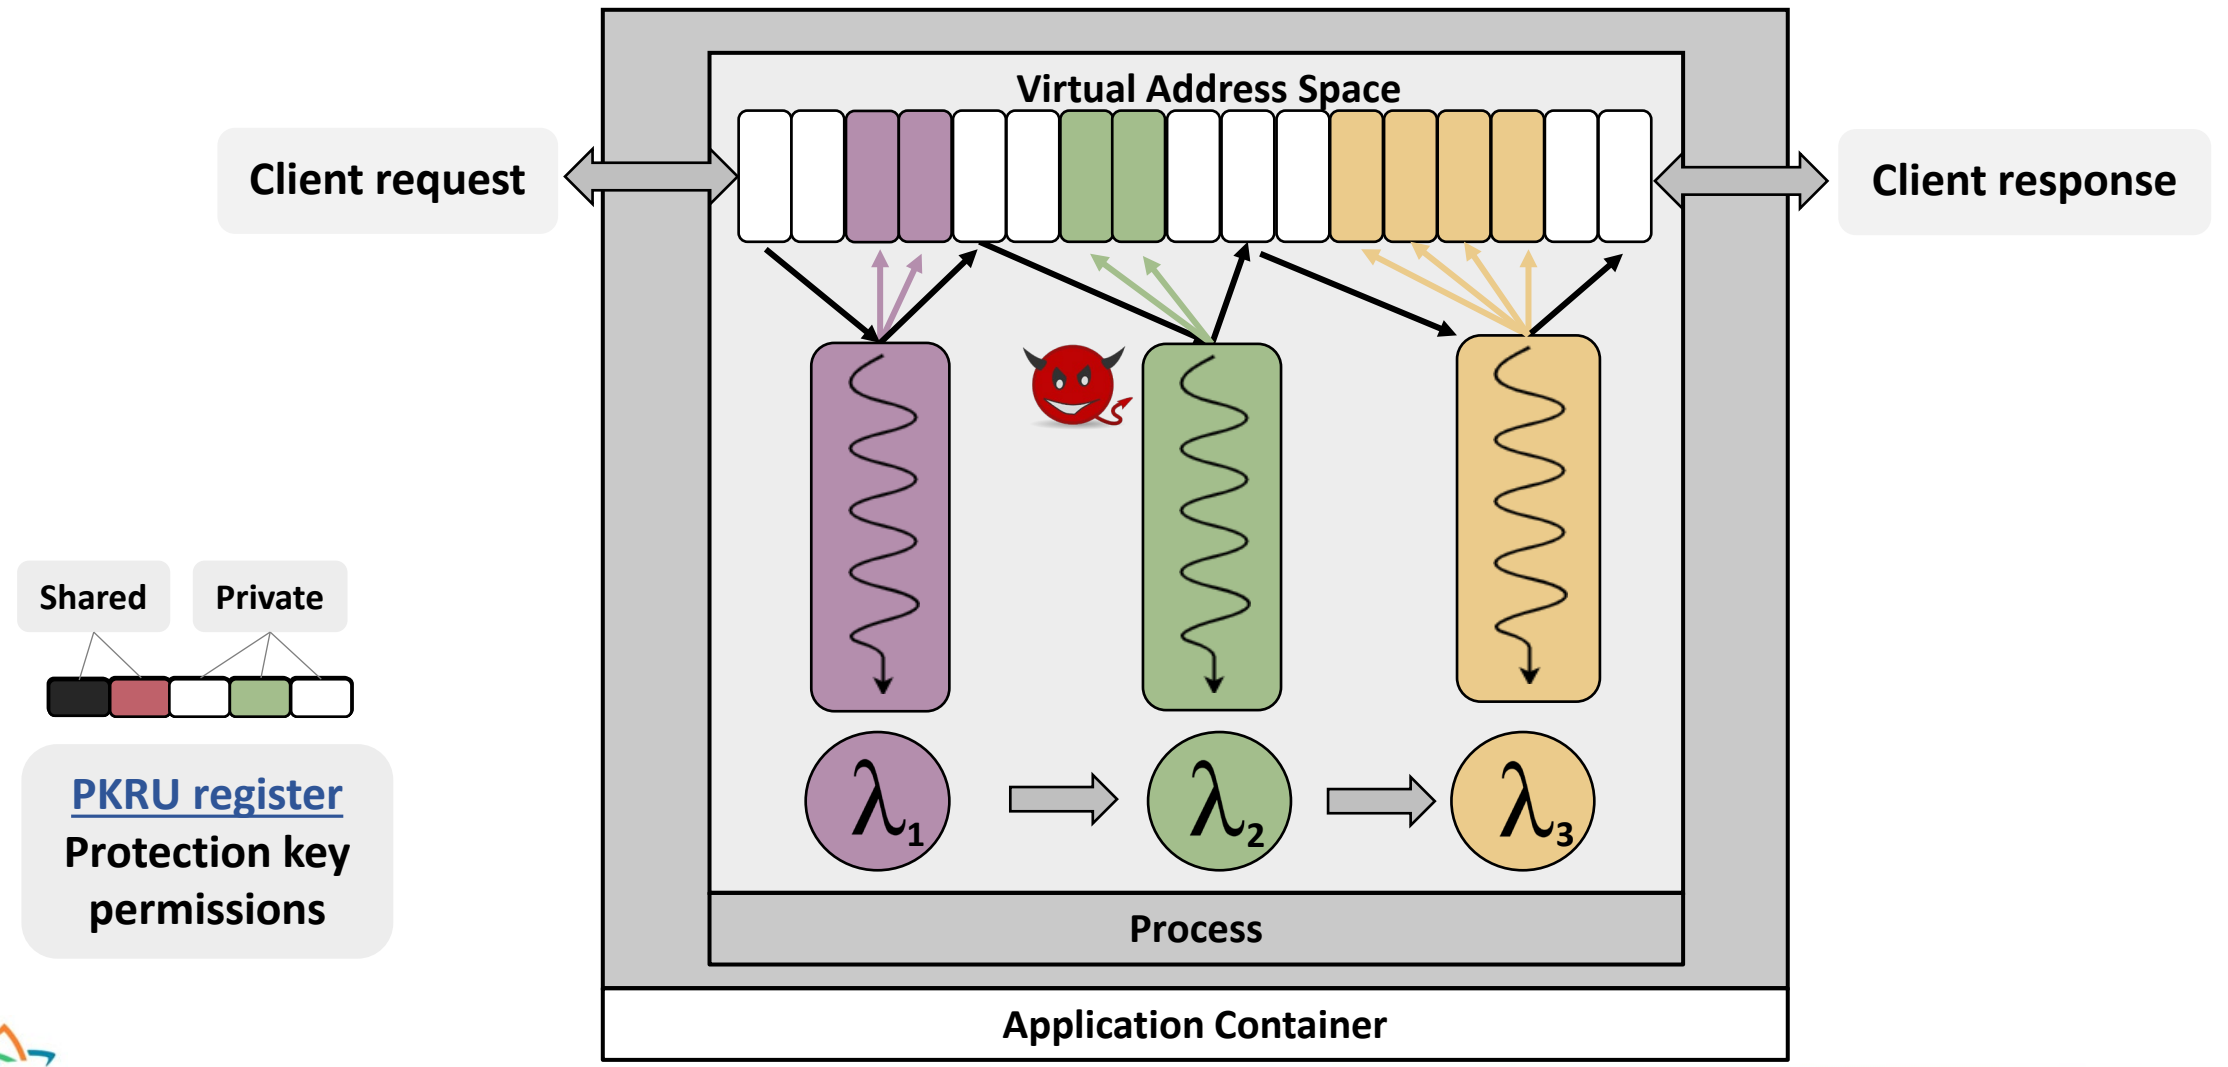 Virtual Address Space
Client request
Client response
Shared
Private
PKRU register
Protection key
permissions
λ1
λ2
λ3
Process
Application Container